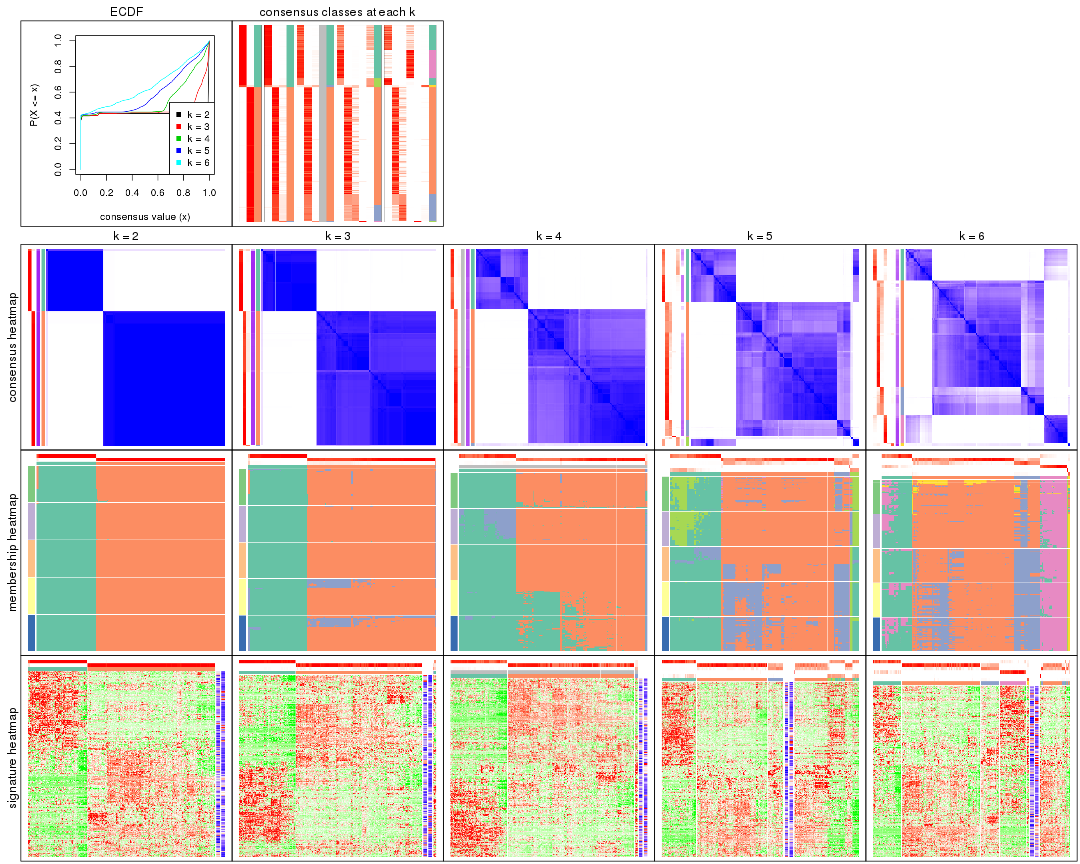 ECDF
consensus classes at each k
P(X <= x)
0.0 0.2 0.4 0.6 0.8 1.0
k = 2
k = 3
k = 4
k = 5
k = 6
0.0 0.2 0.4 0.6 0.8 1.0
consensus value (x)
k = 2
k = 3
k = 4
k = 5
k = 6
consensus heatmap
membership heatmap
signature heatmap